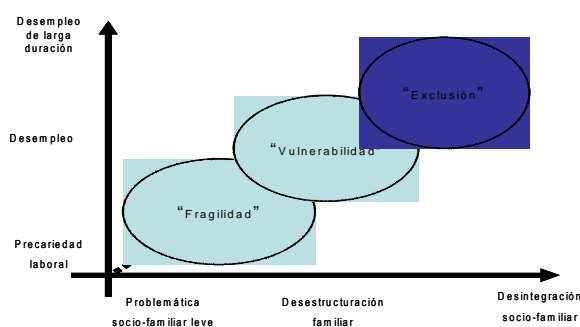 Desempleo
de larga
duración
“Exclusión”
Desempleo
“Vulnerabilidad”
“Fragilidad”
Precariedad
laboral
Problemática
socio-familiar leve
Desestructuración
familiar
Desintegración
socio-familiar